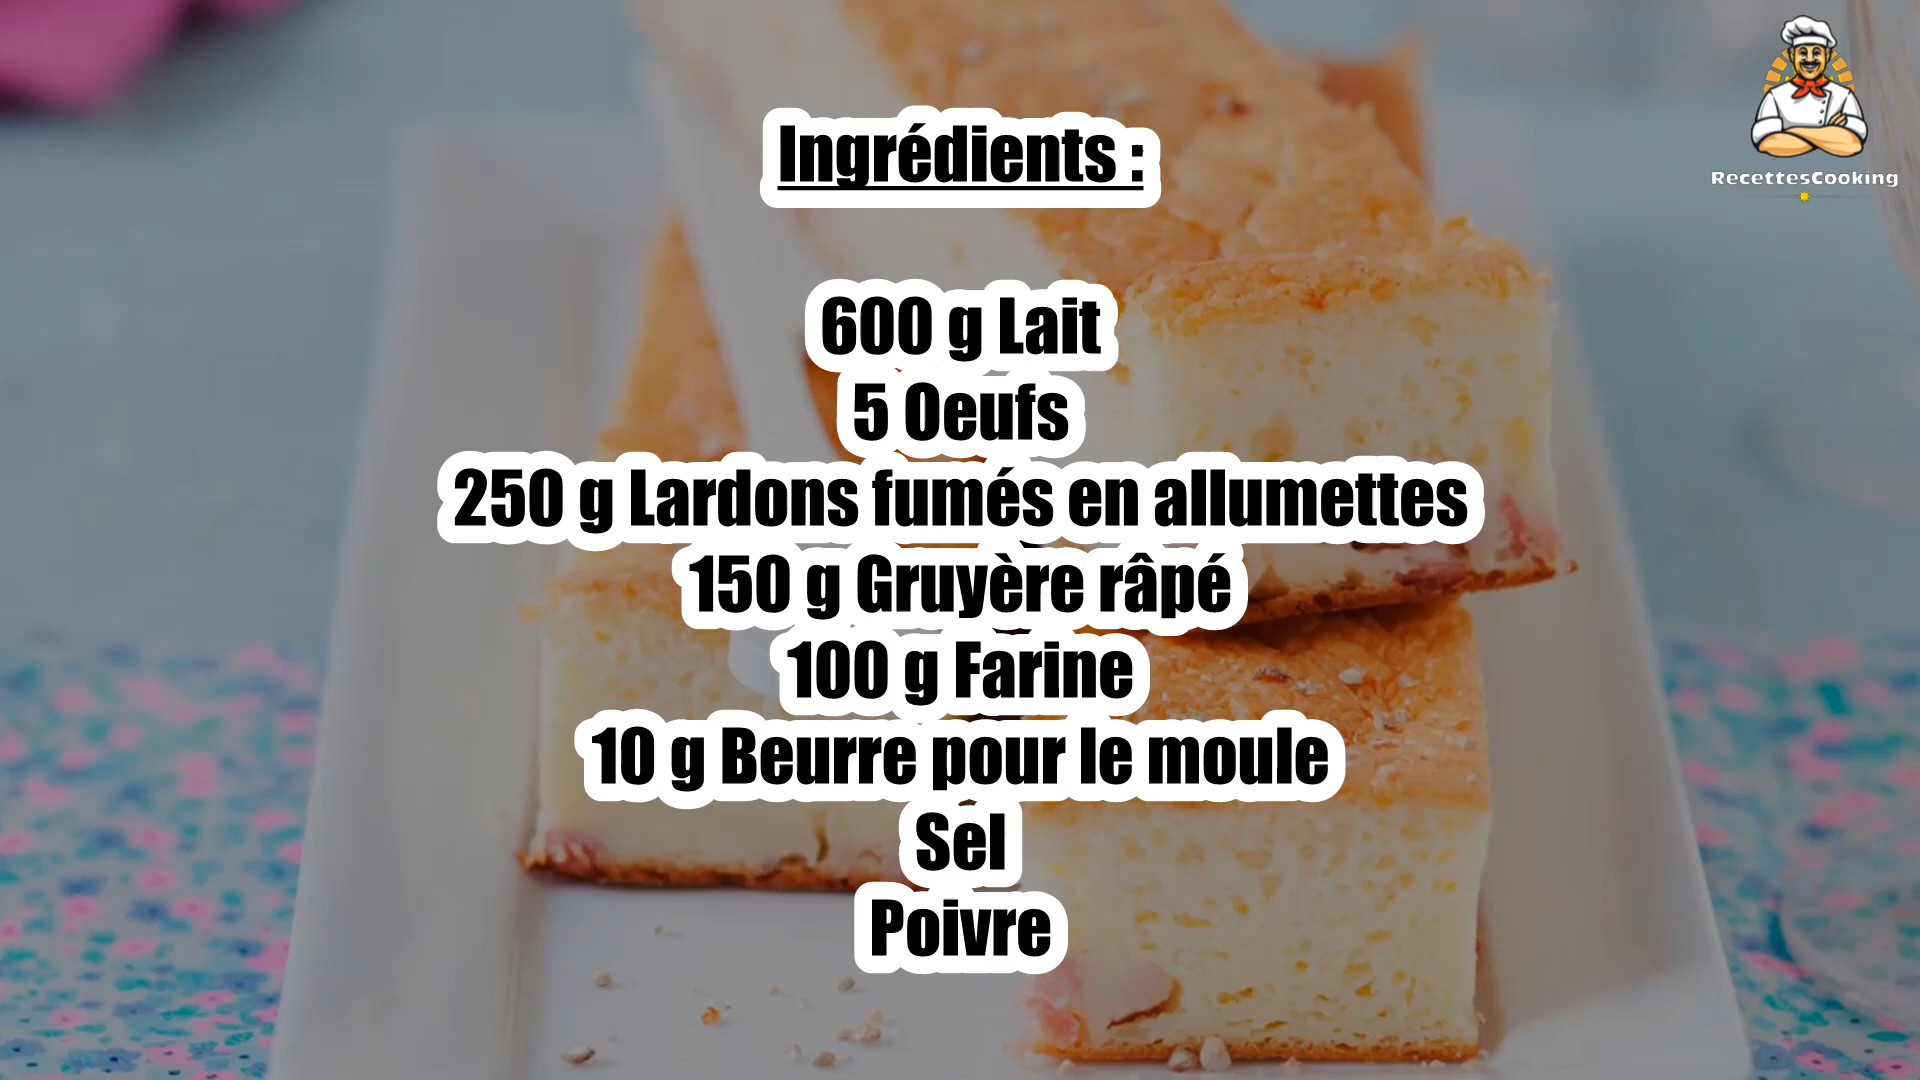 RecettesCooking
Ingrédients :
600 g Lait
5 Oeufs
250 g Lardons fumés en allumettes
150 g Gruyère râpé
100 g Farine
10 g Beurre pour le moule
Sel
Poivre